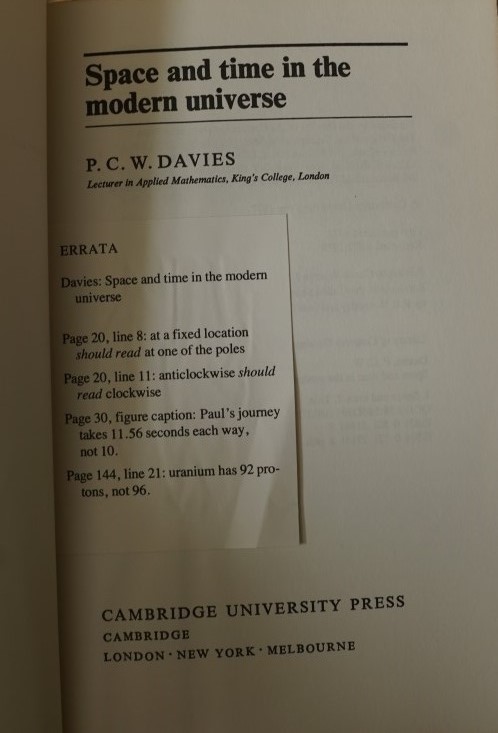 Space and time in the
modern universe
P. C. W. DAVIES
Lecturer in Applied Mathematics, King's College, London
ERRATA
Davies: Space and time in the modern
universe
Page 20, line 8: at a fixed location
should read at one of the poles
Page 20, line 11: anticlockwise should
read clockwise
Page 30, figure caption: Paul's journey
takes 11.56 seconds each way,
not 10.
Page 144, line 21: uranium has 92 pro-
tons, not 96.
CAMBRIDGE UNIVERSITY PRESS
CAMBRIDGE
LONDON · NEW YORK · MELBOURNE